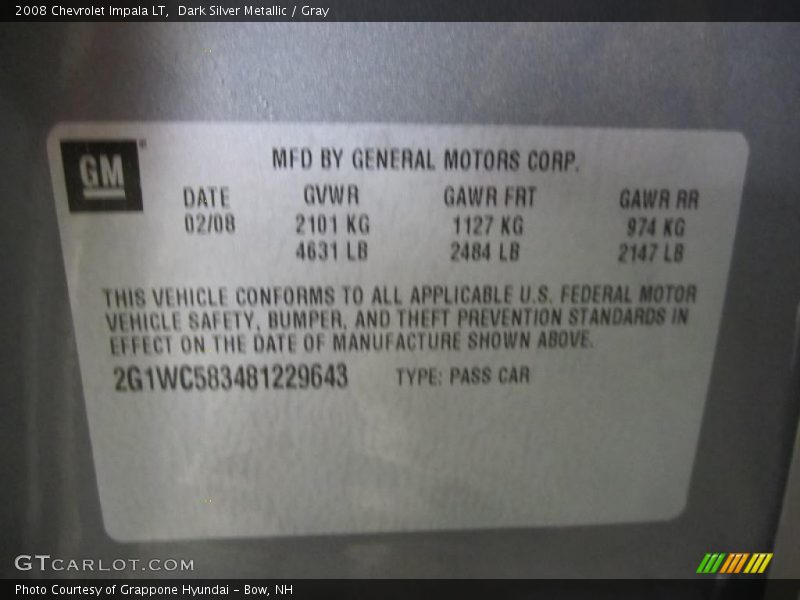 2008 Chevrolet Impala LT, Dark Silver Metallic / Gray
GM
MFD BY GENERAL MOTORS CORP.
DATE GVWR GAWR FRT GAWR RR
02/08 2101 KG 1127 KG 974 KG
4631 LB 2484 LB 2147 LB
THIS VEHICLE CONFORMS TO ALL APPLICABLE U.S. FEDERAL MOTOR
VEHICLE SAFETY, BUMPER, AND THEFT PREVENTION STANDARDS IN
EFFECT ON THE DATE OF MANUFACTURE SHOWN ABOVE.
2G1WC583481229643 TYPE: PASS CAR
GTCARLOT.COM
Photo Courtesy of Grappone Hyundai - Bow, NH